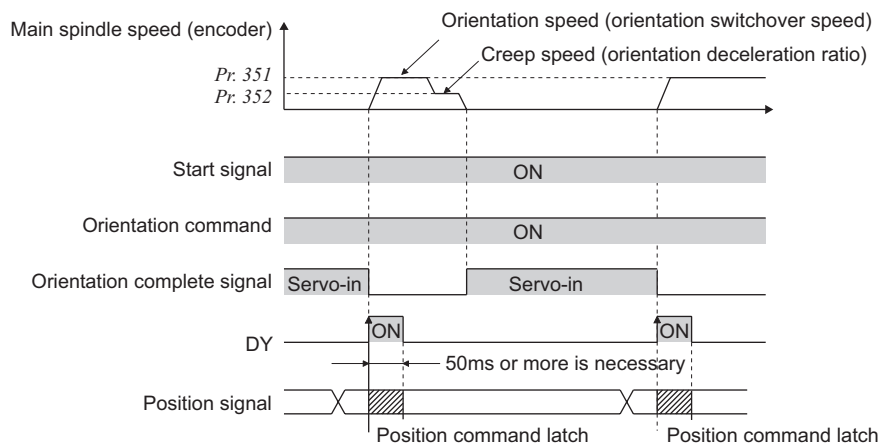 Orientation speed (orientation switchover speed)
Main spindle speed (encoder)
Creep speed (orientation deceleration ratio)
Pr. 351
Pr. 352
Start signal
ON
Orientation command
ON
Orientation complete signal
Servo-in
Servo-in
DY
ON
ON
50ms or more is necessary
Position signal
Position command latch
Position command latch